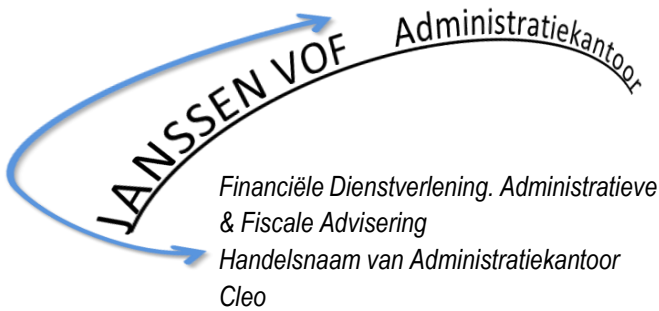 JANSSEN VOF Administratiekantoor
Financiële Dienstverlening. Administratieve
& Fiscale Advisering
Handelsnaam van Administratiekantoor
Cleo